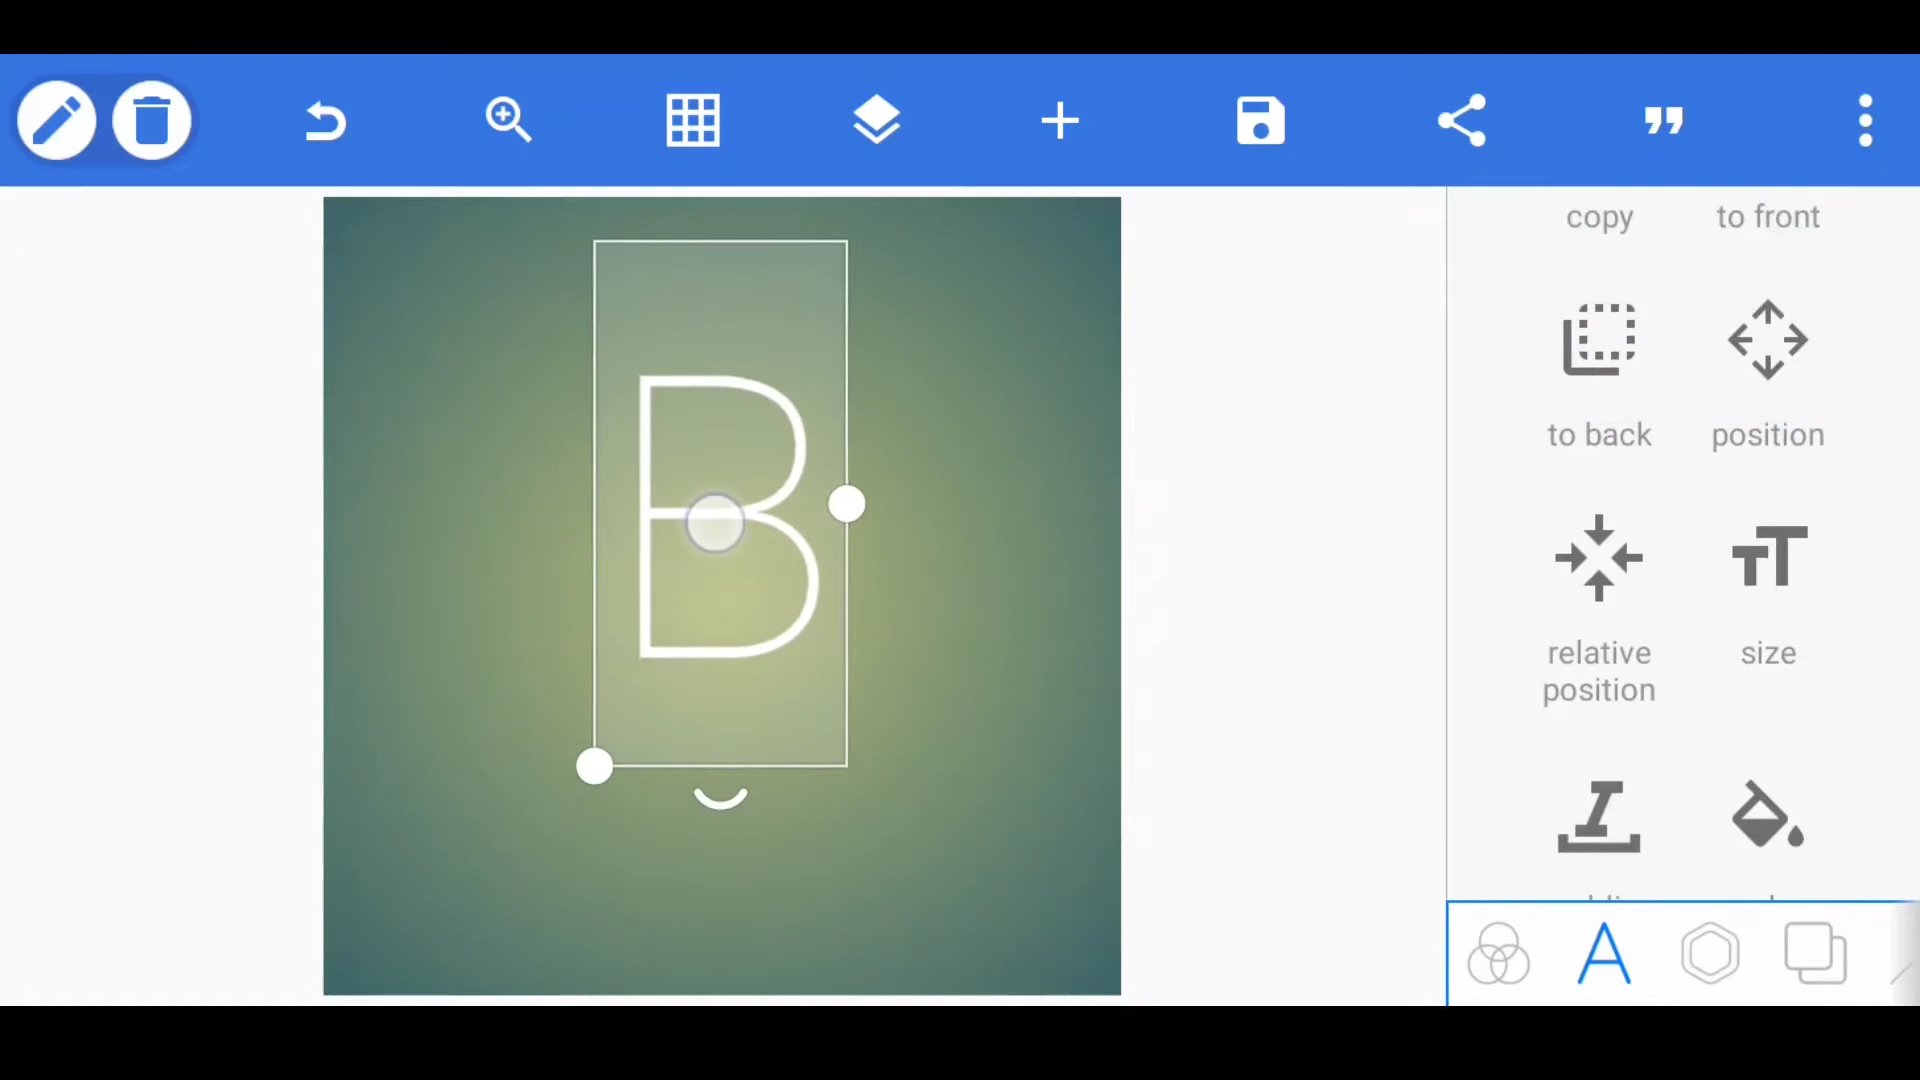 copy
to front
B
to back
position
relative
position
size